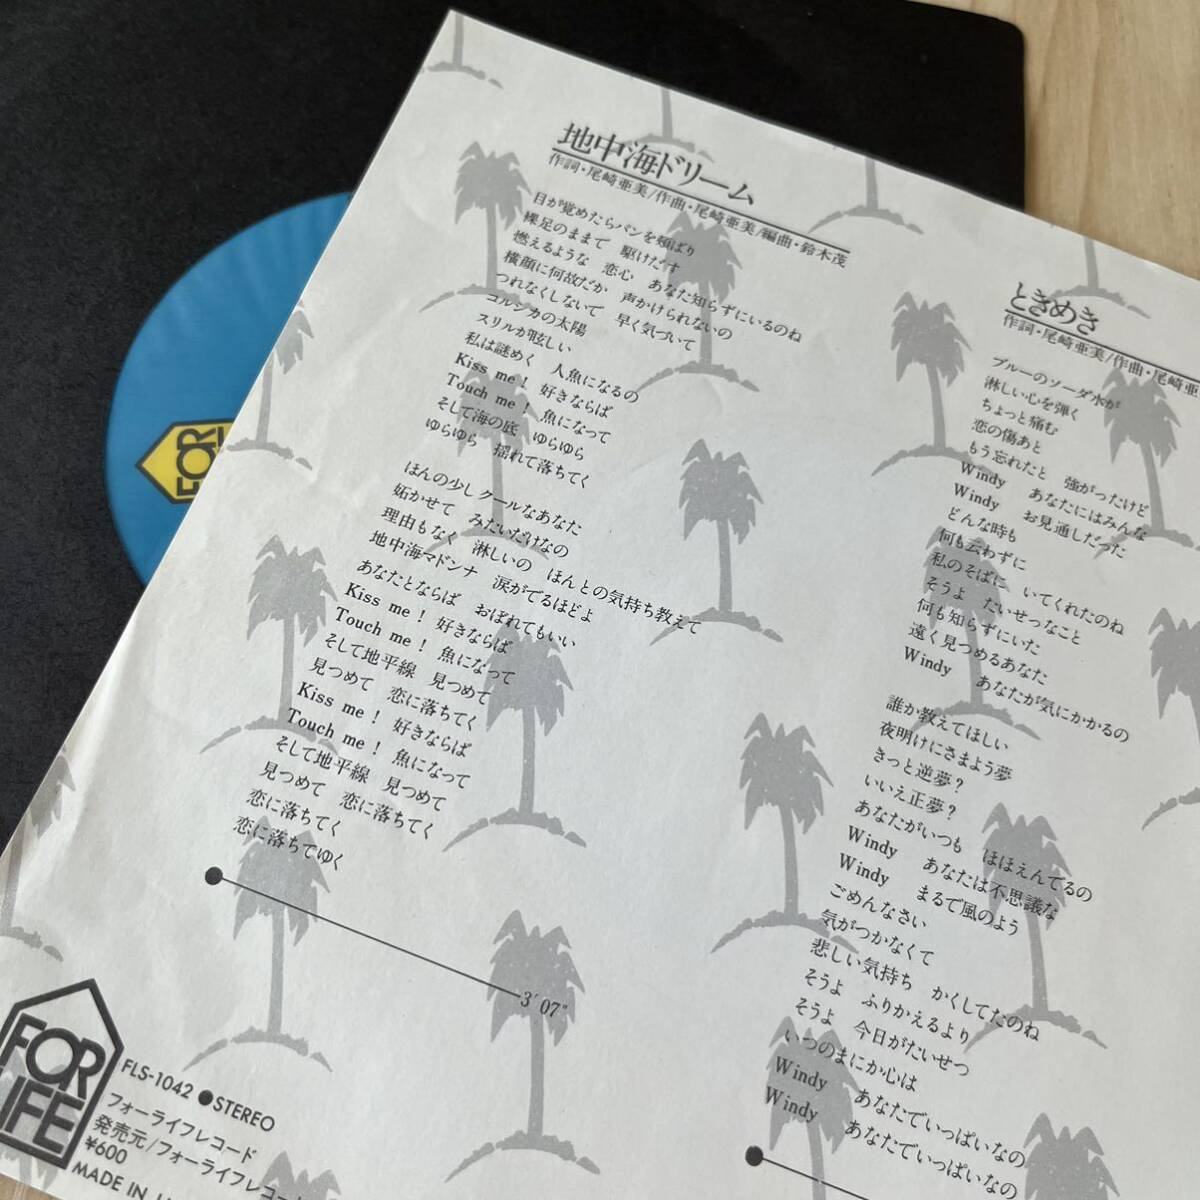 地中海ドリーム
作詞・尾崎亜美/作曲・尾崎亜美/編曲・鈴木茂
目が覚めたらパンを頬ばり
裸足のままで 駆けだす
燃えるような 恋心 あなた知らずにいるのね
横顔に何故だか 声かけられないの
つれなくしないで 早く気づいて
コルシカの太陽
スリルが眩しい
私は謎めく 人魚になるの
Kiss me! 好きならば
Touch me! 魚になって
そして海の底 ゆらゆら
ゆらゆら 揺れて落ちてく
ほんの少しクールなあなた
妬かせて みたいだけなの
理由もなく 淋しいの ほんとの気持ち教えて
地中海マドンナ 涙がでるほどよ
あなたとならば おぼれてもいい
Kiss me! 好きならば
Touch me! 魚になって
そして地平線 見つめて
見つめて 恋に落ちてく
Kiss me! 好きならば
Touch me! 魚になって
そして地平線 見つめて
見つめて 恋に落ちてく
恋に落ちてく
恋に落ちてゆく
3'07"
ときめき
作詞・尾崎亜美/作曲・尾崎
ブルーのソーダ水が
淋しい心を弾く
ちょっと痛む
恋の傷あと
もう忘れたと 強がったけど
Windy あなたにはみんな
Windy お見通しだった
どんな時も
何も云わずに
私のそばに いてくれたのね
そうよ たいせつなこと
何も知らずにいた
遠く見つめるあなた
Windy あなたが気にかかるの
誰か教えてほしい
夜明けにさまよう夢
きっと逆夢?
いいえ正夢?
あなたがいつも ほほえんでるの
Windy あなたは不思議な
Windy まるで風のよう
ごめんなさい
気がつかなくて
悲しい気持ち かくしてたのね
そうよ ふりかえるより
そうよ 今日がたいせつ
いつのまにか心は
Windy あなたでいっぱいなの
Windy あなたでいっぱいなの
FOR LIFE
FLS-1042 ●STEREO
フォーライフレコード
発売元/フォーライフレコー
¥600
MADE IN
FOR